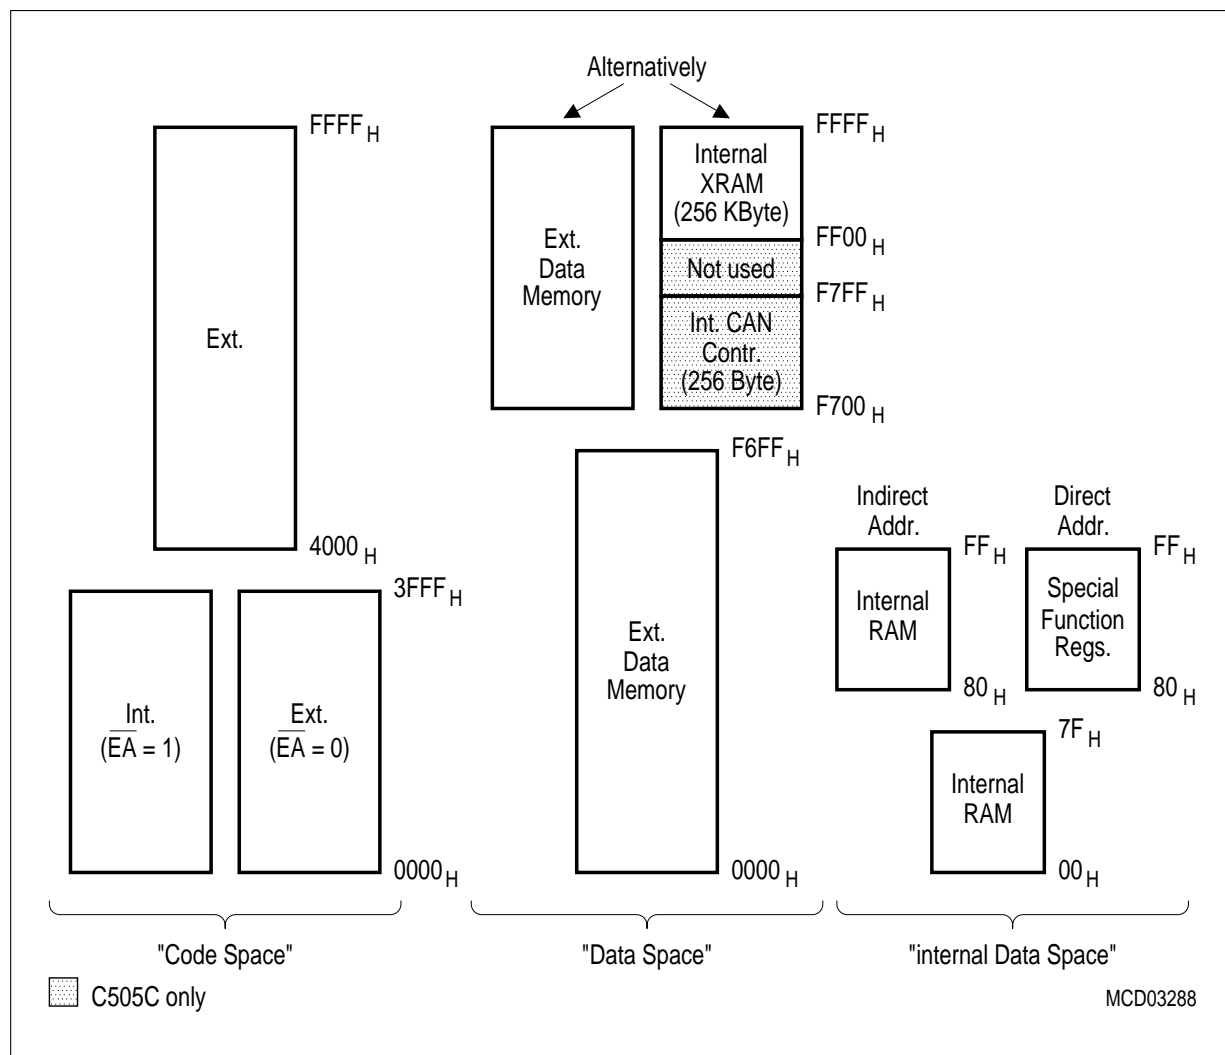 Alternatively
FFFF H
Ext.
4000 H
3FFF H
Int.
(EA = 1)
Ext.
(EA = 0)
0000 H
"Code Space"
Ext.
Data
Memory
Internal
XRAM
(256 KByte)
FFFF H
FF00 H
Not used
F7FF H
Int. CAN
Contr.
(256 Byte)
F700 H
F6FF H
Ext.
Data
Memory
0000 H
"Data Space"
Indirect
Addr.
FF H
Internal
RAM
80 H
Direct
Addr.
FF H
Special
Function
Regs.
80 H
7F H
Internal
RAM
00 H
"internal Data Space"
C505C only
MCD03288